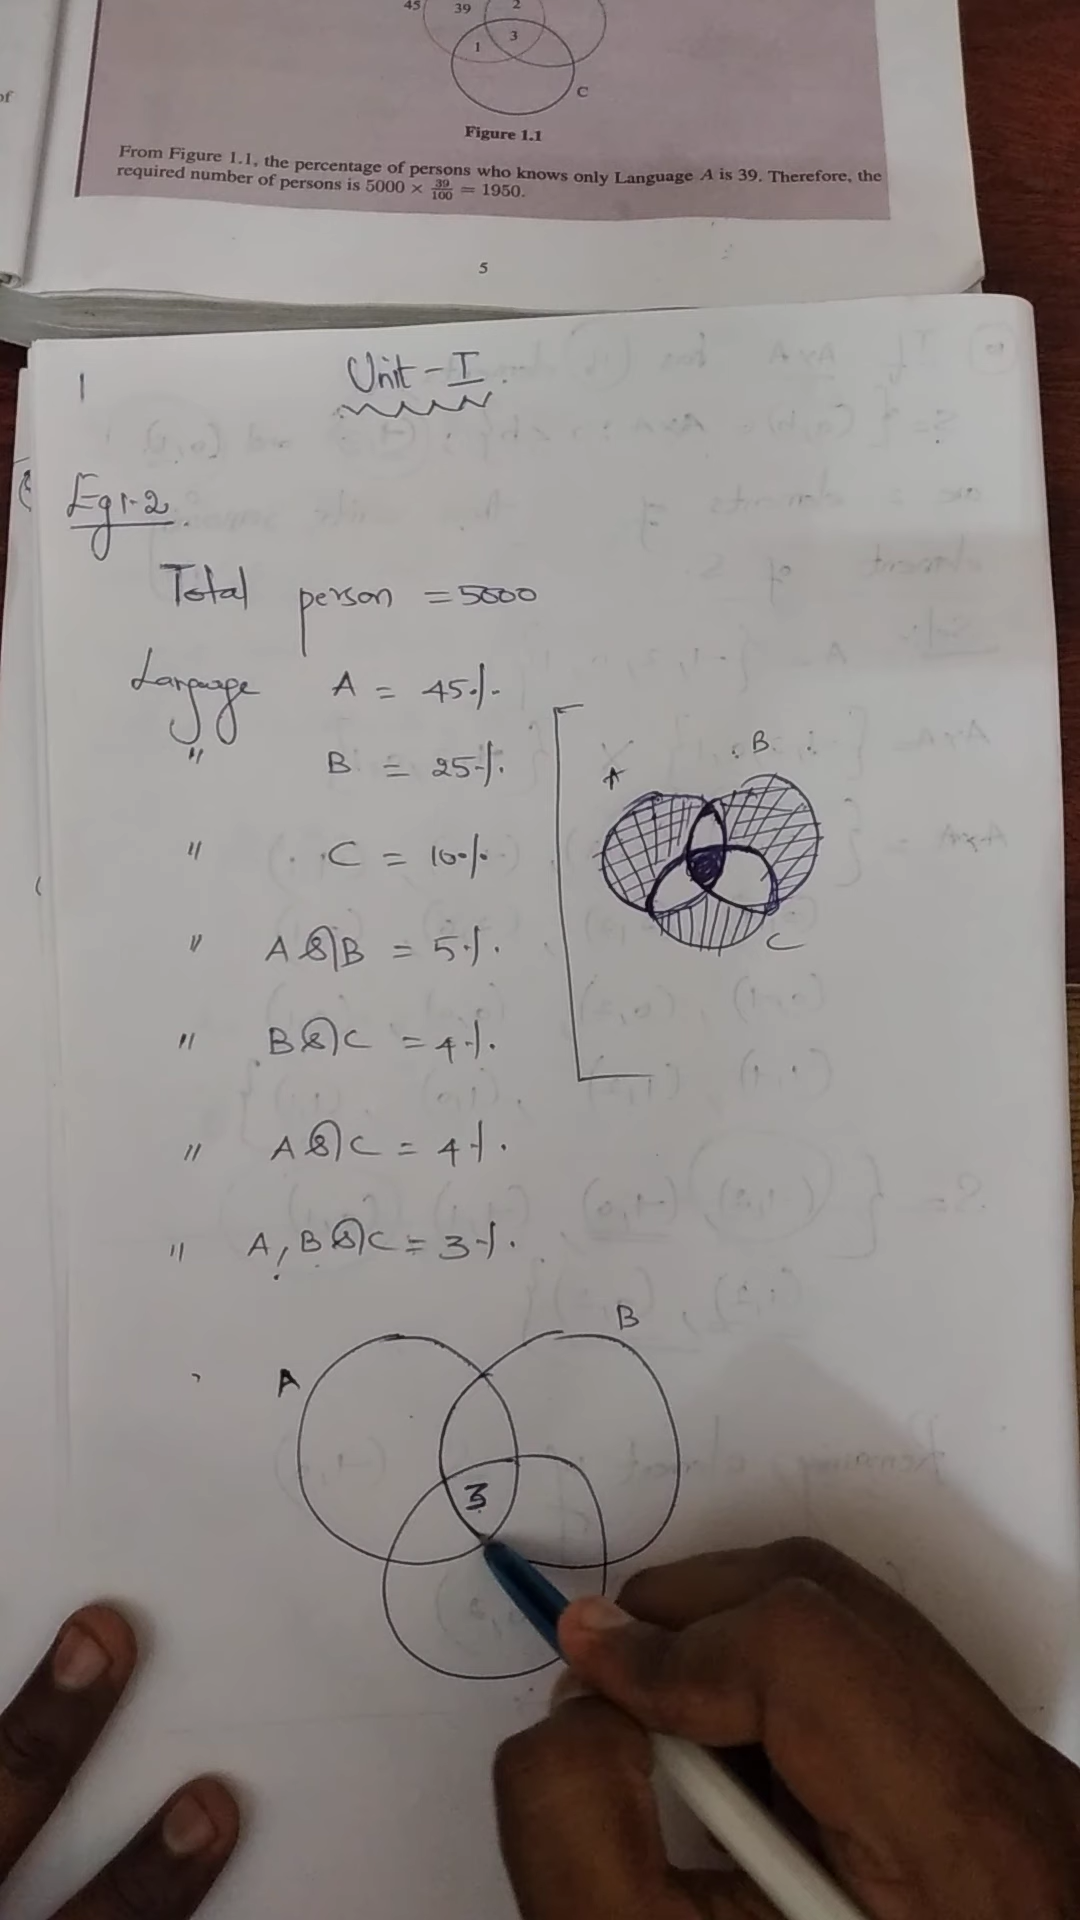 45 39 2
1 3
C
Figure 1.1
From Figure 1.1, the percentage of persons who knows only Language A is 39. Therefore, the
required number of persons is 5000 × 39/100 = 1950.
5
of
1
Unit - I
Eg 1.2
Total person = 5000
Language A = 45%.
" B = 25%.
" C = 10%.
" A & B = 5%.
" B & C = 4%.
" A & C = 4%.
" A, B & C = 3%.
A
B
C
A
B
3